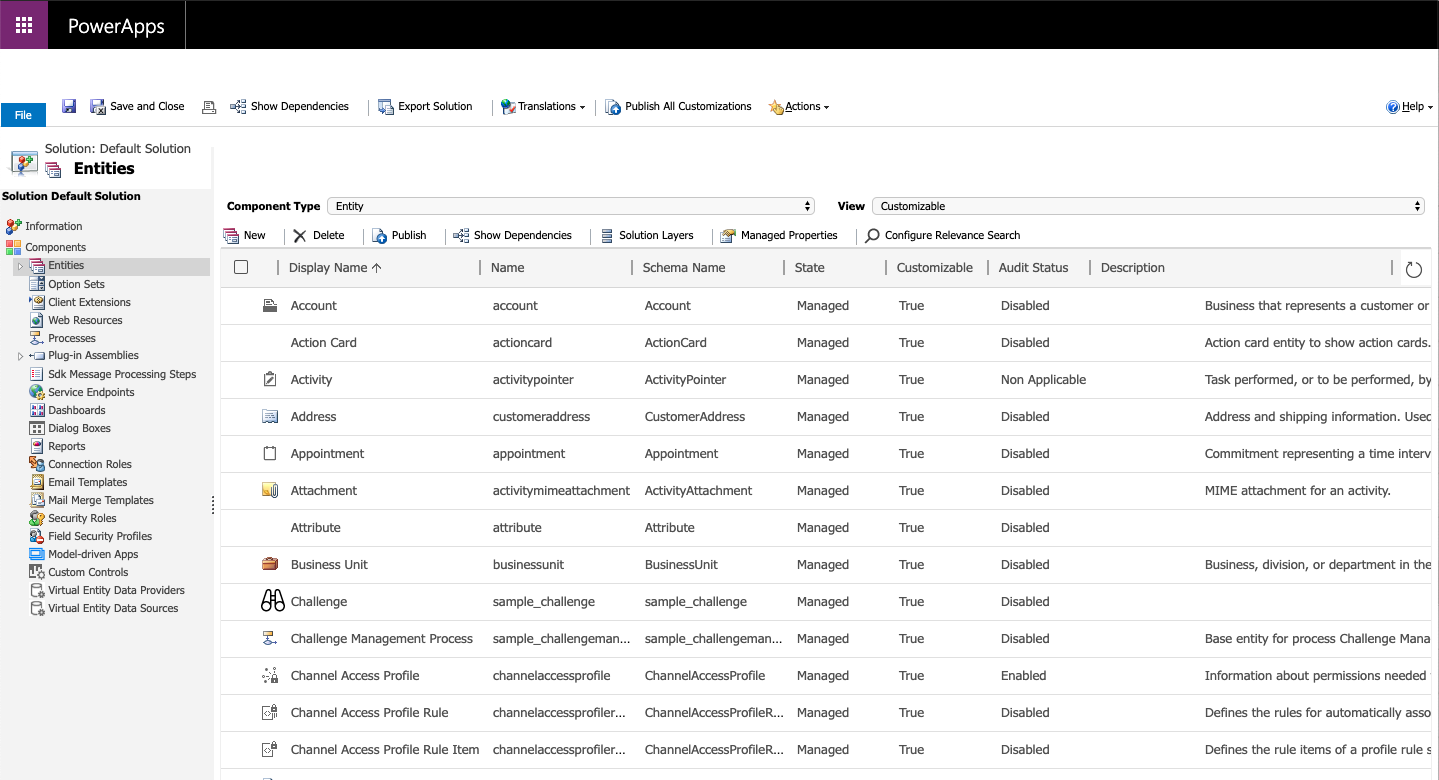 PowerApps
File
Save and Close
Show Dependencies
Export Solution
Translations
Publish All Customizations
Actions
Help
Solution: Default Solution
Entities
Solution Default Solution
Information
Components
Entities
Option Sets
Client Extensions
Web Resources
Processes
Plug-in Assemblies
Sdk Message Processing Steps
Service Endpoints
Dashboards
Dialog Boxes
Reports
Connection Roles
Email Templates
Mail Merge Templates
Security Roles
Field Security Profiles
Model-driven Apps
Custom Controls
Virtual Entity Data Providers
Virtual Entity Data Sources
Component Type Entity View Customizable
New Delete Publish Show Dependencies Solution Layers Managed Properties Configure Relevance Search
Display Name Name Schema Name State Customizable Audit Status Description
Account account Account Managed True Disabled Business that represents a customer or
Action Card actioncard ActionCard Managed True Disabled Action card entity to show action cards.
Activity activitypointer ActivityPointer Managed True Non Applicable Task performed, or to be performed, by
Address customeraddress CustomerAddress Managed True Disabled Address and shipping information. Used
Appointment appointment Appointment Managed True Disabled Commitment representing a time interv
Attachment activitymimeattachment ActivityAttachment Managed True Disabled MIME attachment for an activity.
Attribute attribute Attribute Managed True Disabled
Business Unit businessunit BusinessUnit Managed True Disabled Business, division, or department in the
Challenge sample_challenge sample_challenge Managed True Disabled
Challenge Management Process sample_challengeman... sample_challengeman... Managed True Disabled Base entity for process Challenge Mana
Channel Access Profile channelaccessprofile ChannelAccessProfile Managed True Enabled Information about permissions needed
Channel Access Profile Rule channelaccessprofiler... ChannelAccessProfileR... Managed True Disabled Defines the rules for automatically asso
Channel Access Profile Rule Item channelaccessprofiler... ChannelAccessProfileR... Managed True Disabled Defines the rule items of a profile rule s